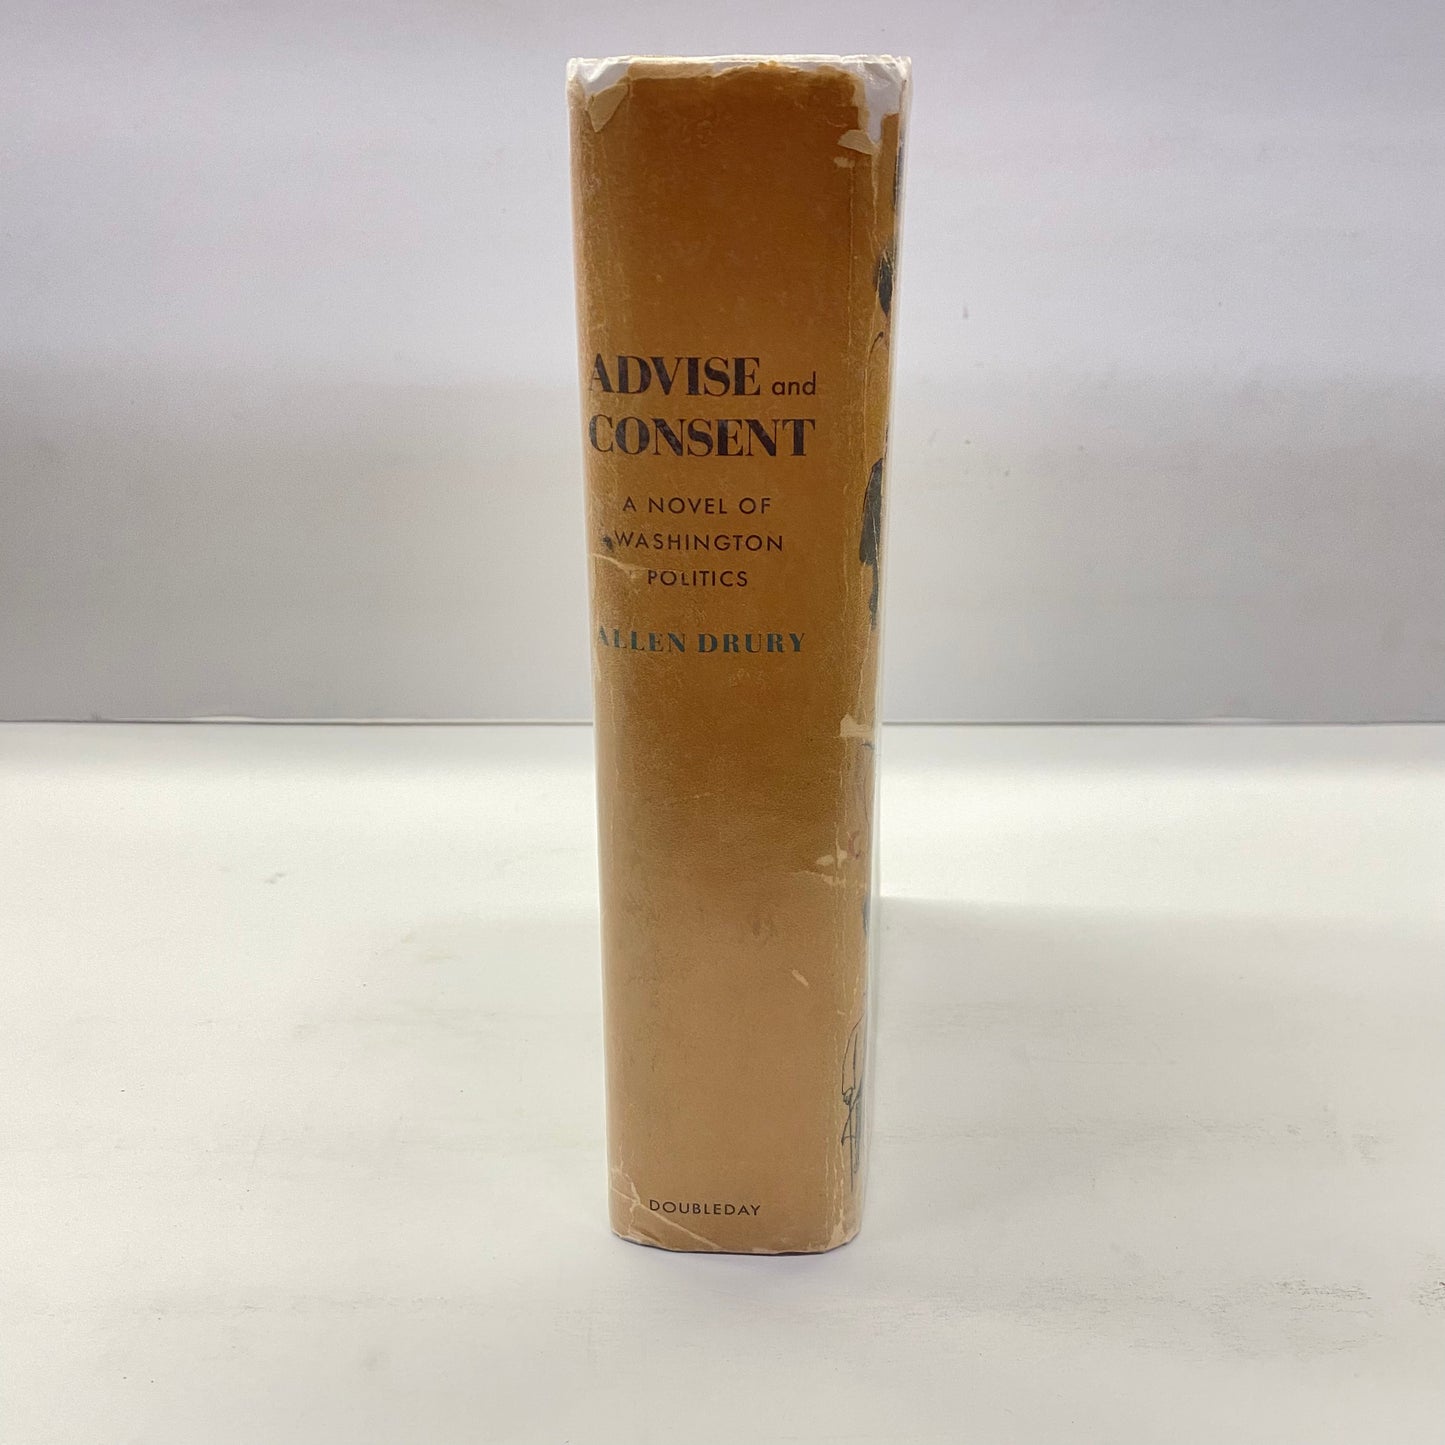 ADVISE and
CONSENT
A NOVEL OF
WASHINGTON
POLITICS
ALLEN DRURY
DOUBLEDAY